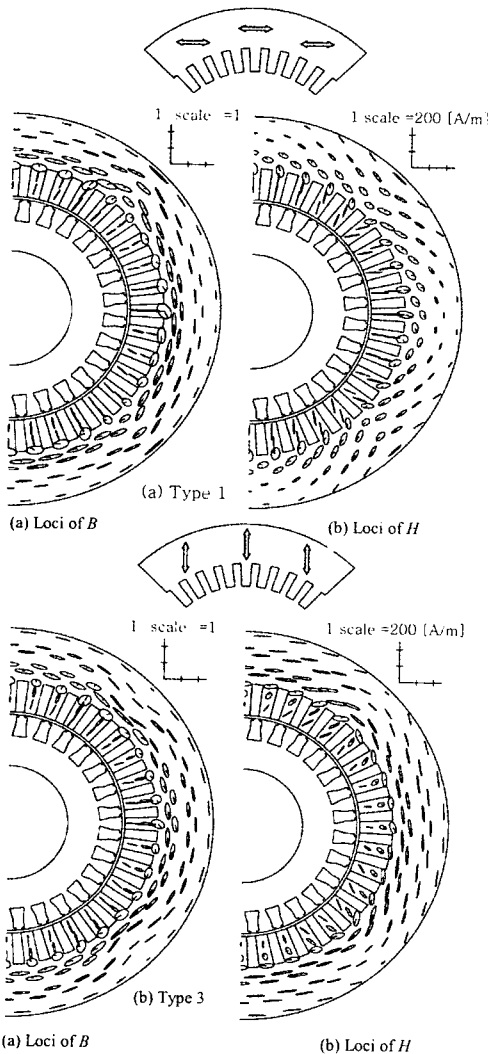 1 scale =1
1 scale =200 [A/m]
(a) Type 1
(a) Loci of B
(b) Loci of H
1 scale =1
1 scale =200 [A/m]
(b) Type 3
(a) Loci of B
(b) Loci of H